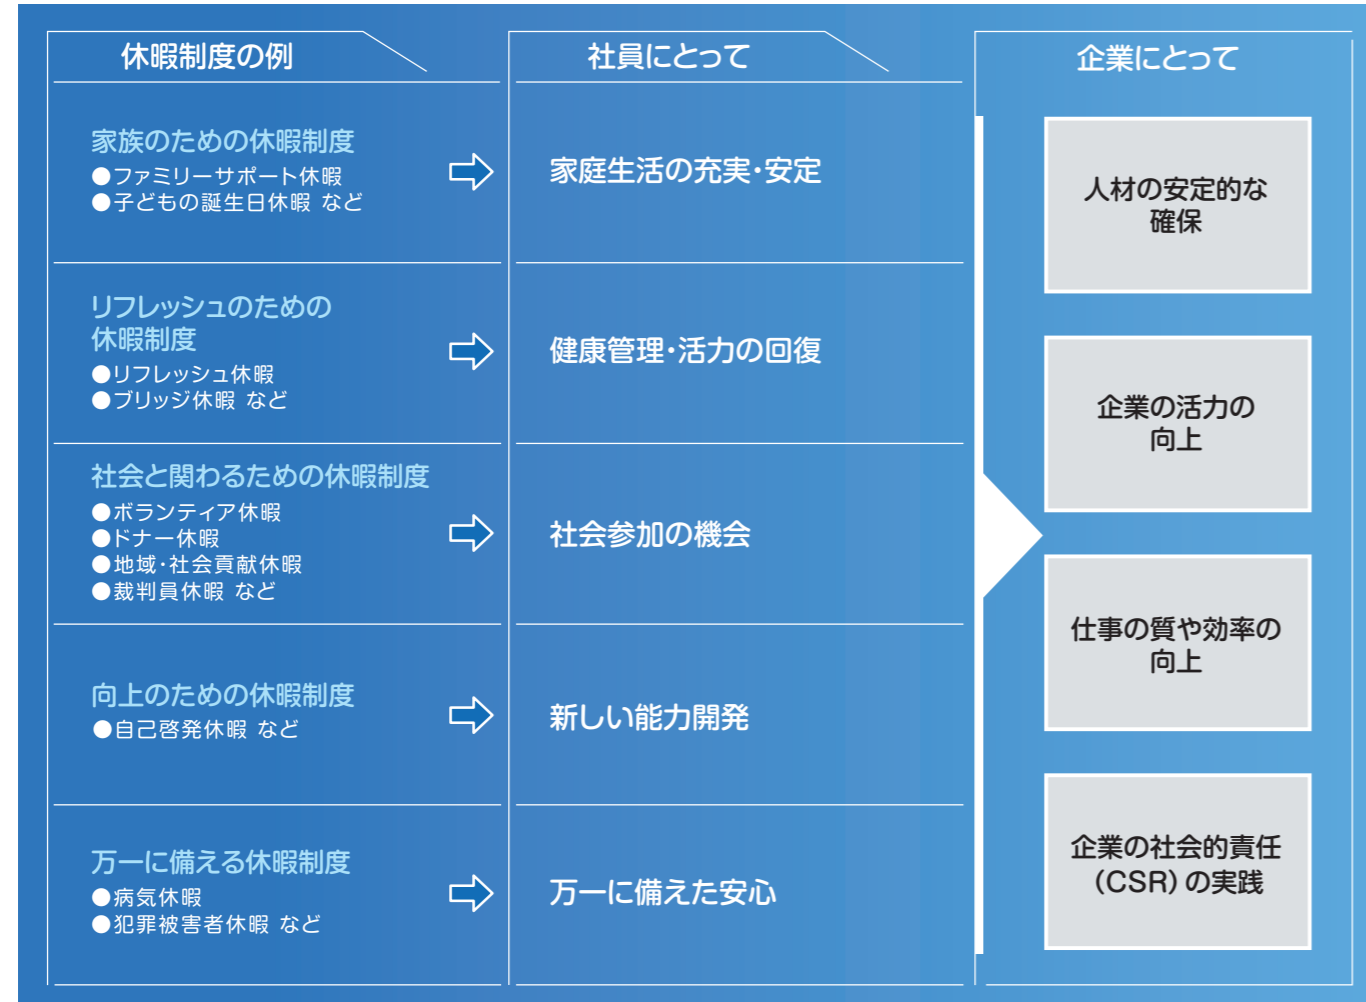 休暇制度の例
社員にとって
企業にとって
家族のための休暇制度
●ファミリーサポート休暇
●子どもの誕生日休暇 など
家庭生活の充実・安定
リフレッシュのための
休暇制度
●リフレッシュ休暇
●ブリッジ休暇 など
健康管理・活力の回復
社会と関わるための休暇制度
●ボランティア休暇
●ドナー休暇
●地域・社会貢献休暇
●裁判員休暇 など
社会参加の機会
向上のための休暇制度
●自己啓発休暇 など
新しい能力開発
万一に備える休暇制度
●病気休暇
●犯罪被害者休暇 など
万一に備えた安心
人材の安定的な
確保
企業の活力の
向上
仕事の質や効率の
向上
企業の社会的責任
（CSR）の実践